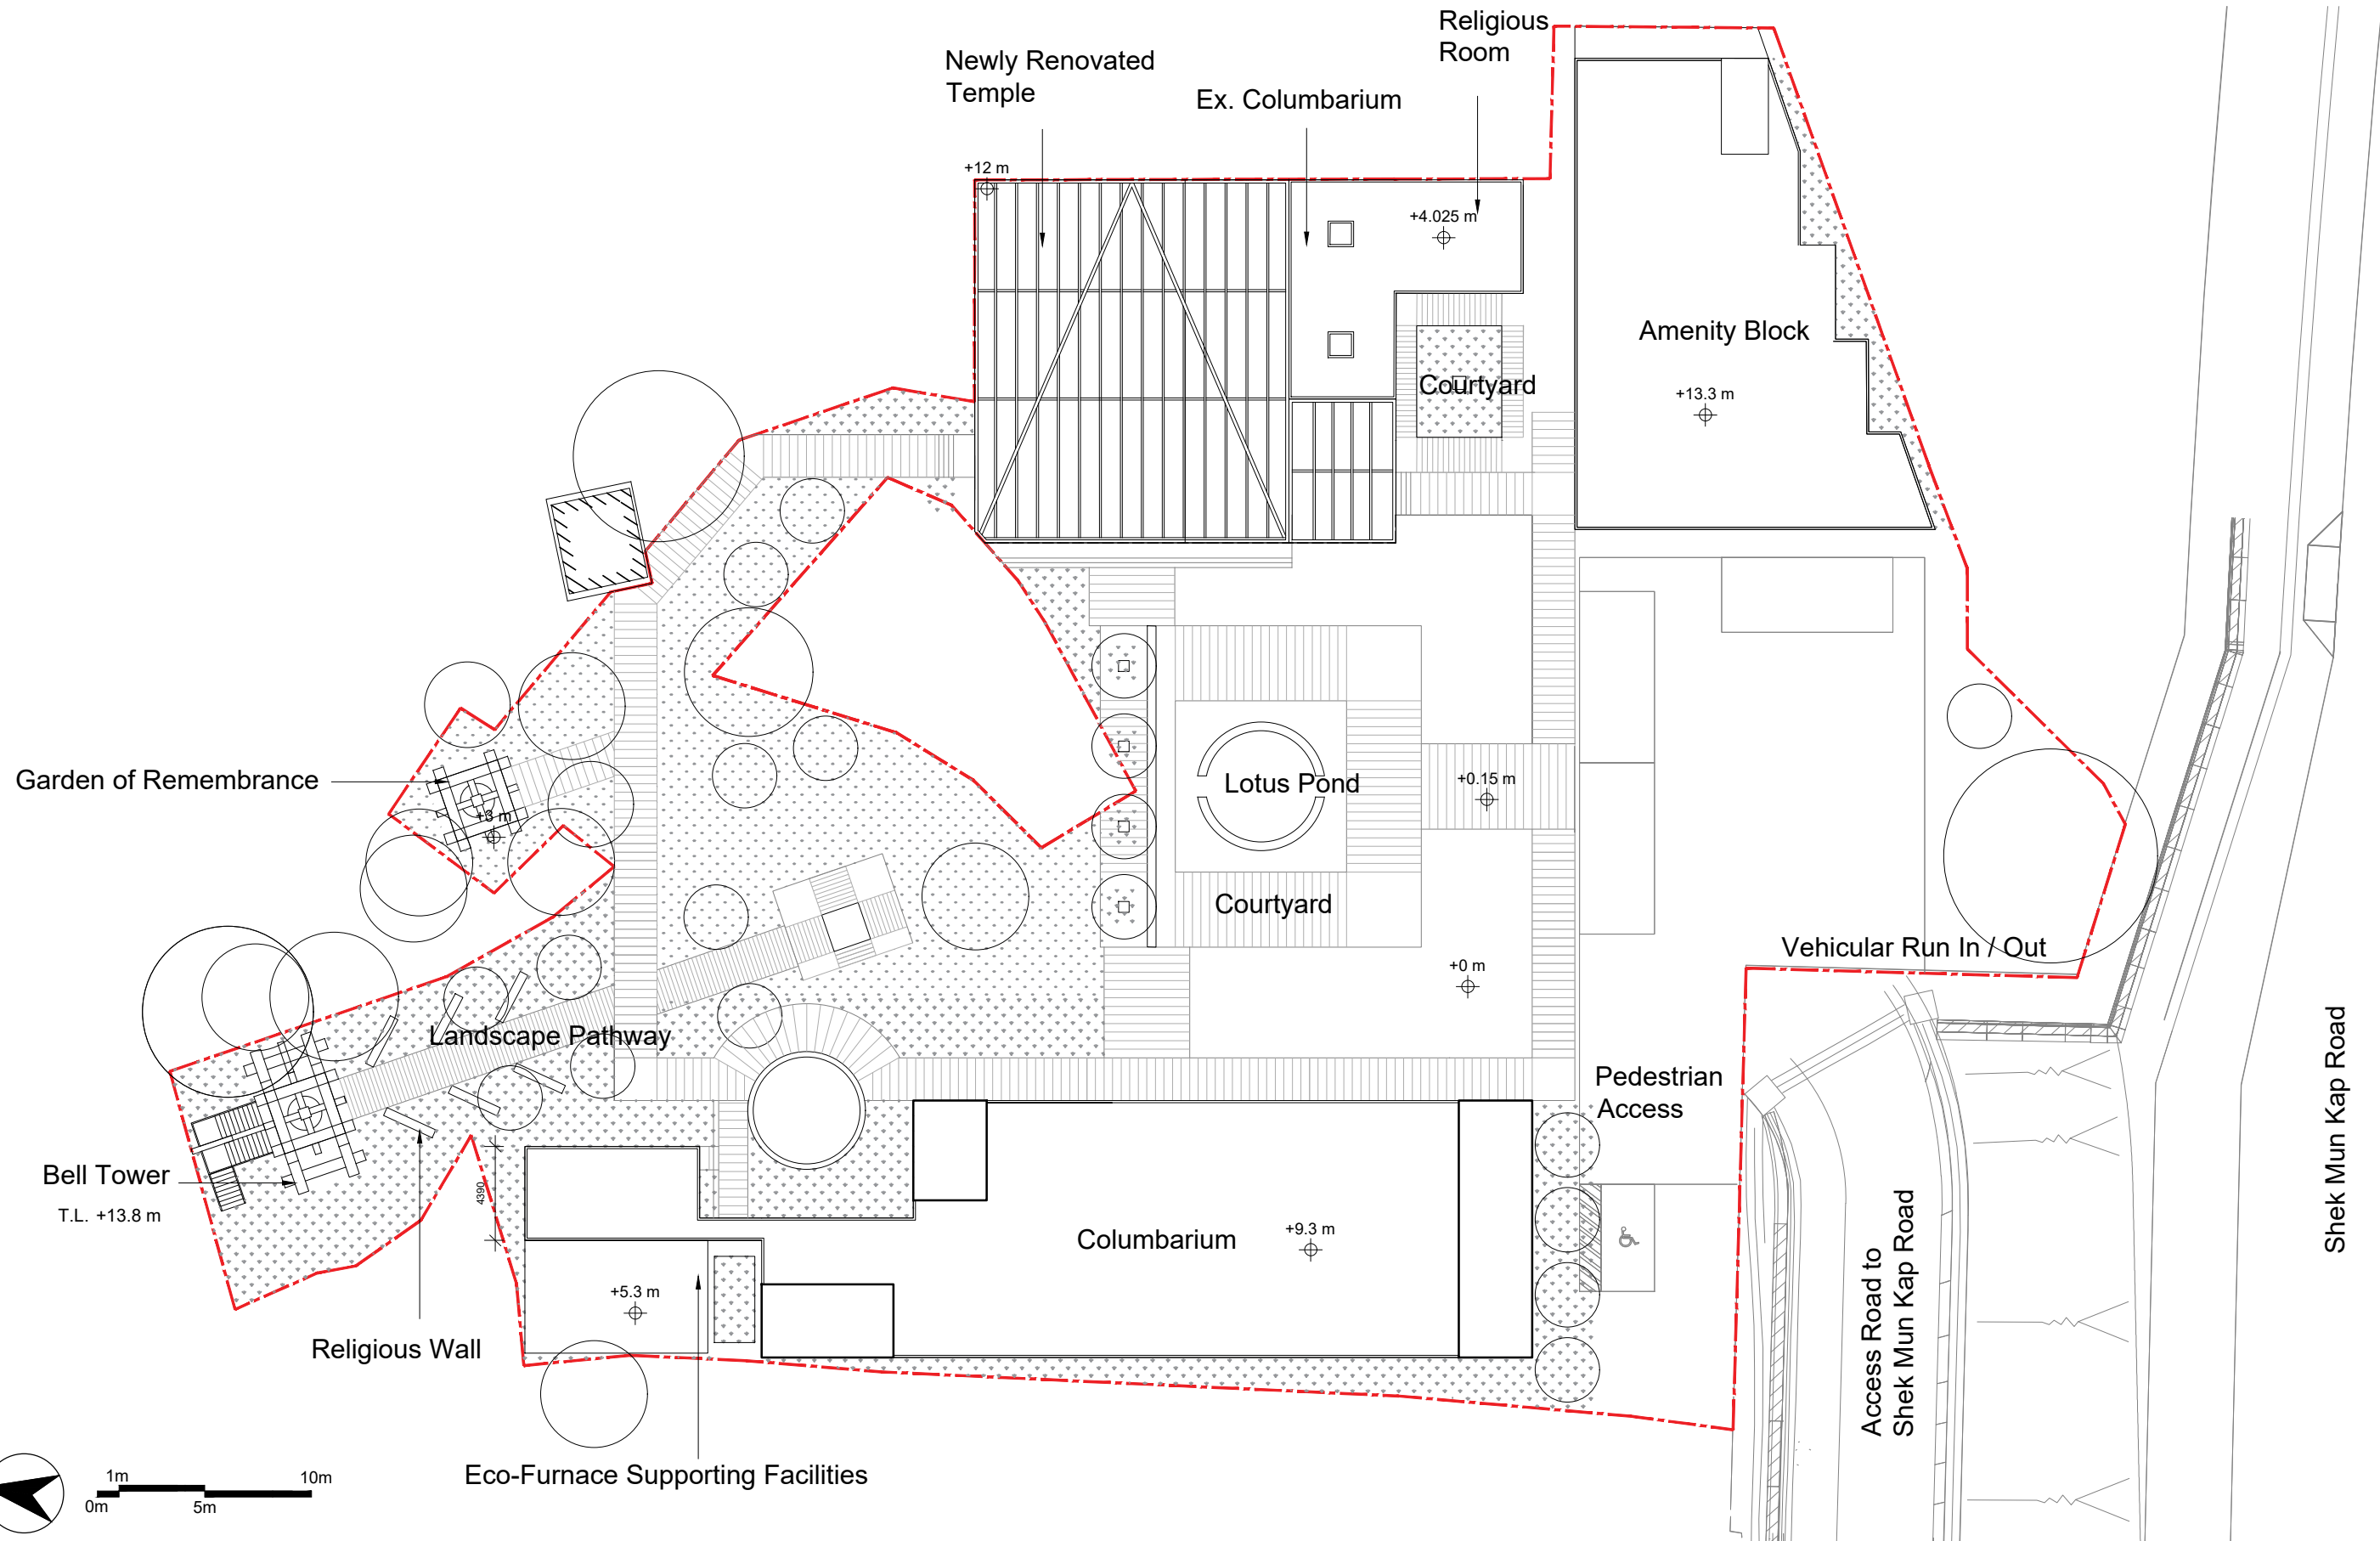 Religious
Room
Newly Renovated
Temple
Ex. Columbarium
+12 m
+4.025 m
Amenity Block
Courtyard
+13.3 m
Garden of Remembrance
+3 m
Lotus Pond
+0.15 m
Courtyard
Vehicular Run In / Out
+0 m
Landscape Pathway
Pedestrian
Access
Bell Tower
T.L. +13.8 m
4390
Columbarium
+9.3 m
+5.3 m
Religious Wall
Access Road to
Shek Mun Kap Road
Shek Mun Kap Road
Eco-Furnace Supporting Facilities
1m
10m
0m
5m